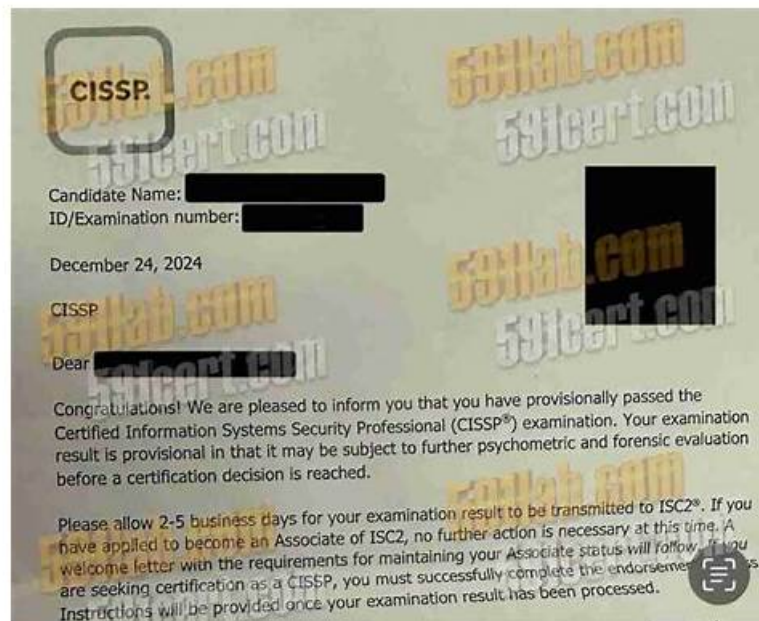 CISSP.
591lab.com
591lab.com
591cert.com
591cert.com
Candidate Name:
ID/Examination number:
December 24, 2024
591lab.com
CISSP
591lab.com
591cert.com
Dear
591cert.com
Congratulations! We are pleased to inform you that you have provisionally passed the
Certified Information Systems Security Professional (CISSP®) examination. Your examination
result is provisional in that it may be subject to further psychometric and forensic evaluation
before a certification decision is reached.
Please allow 2-5 business days for your examination result to be transmitted to ISC2®. If you
have applied to become an Associate of ISC2, no further action is necessary at this time. A
welcome letter with the requirements for maintaining your Associate status will follow. If you
are seeking certification as a CISSP, you must successfully complete the
Instructions will be provided once your examination result has been processed.